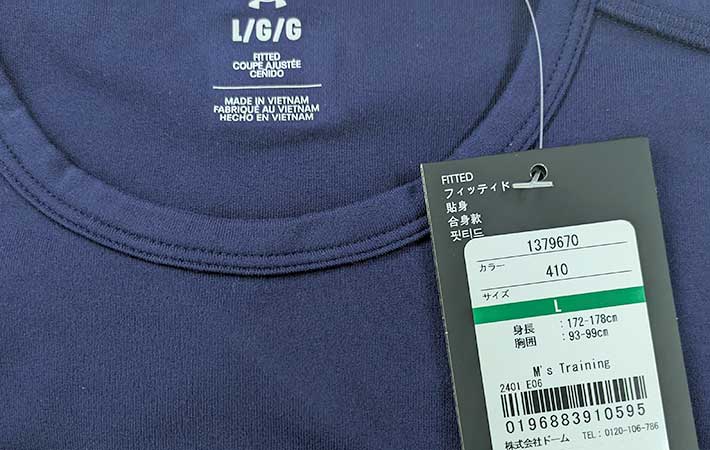 L/G/G
FITTED
COUPE AJUSTÉE
CEÑIDO
MADE IN VIETNAM
FABRIQUÉ AU VIETNAM
HECHO EN VIETNAM
FITTED
フィッティド
貼身
合身款
핏티드
1379670
カラー
410
サイズ
L
身長 :172-178cm
胸囲 :93-99cm
M's Training
2401 E06
0196883910595
株式会社ドーム TEL: 0120-106-786